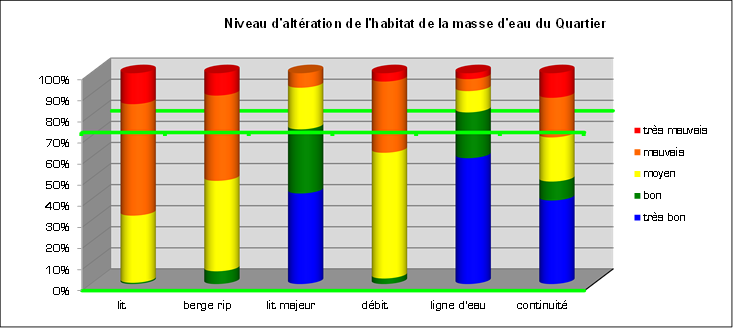 Niveau d'altération de l'habitat de la masse d'eau du Quartier
100%
90%
80%
70%
60%
50%
40%
30%
20%
10%
0%
lit berge rip lit majeur débit ligne d'eau continuité
très mauvais
mauvais
moyen
bon
très bon